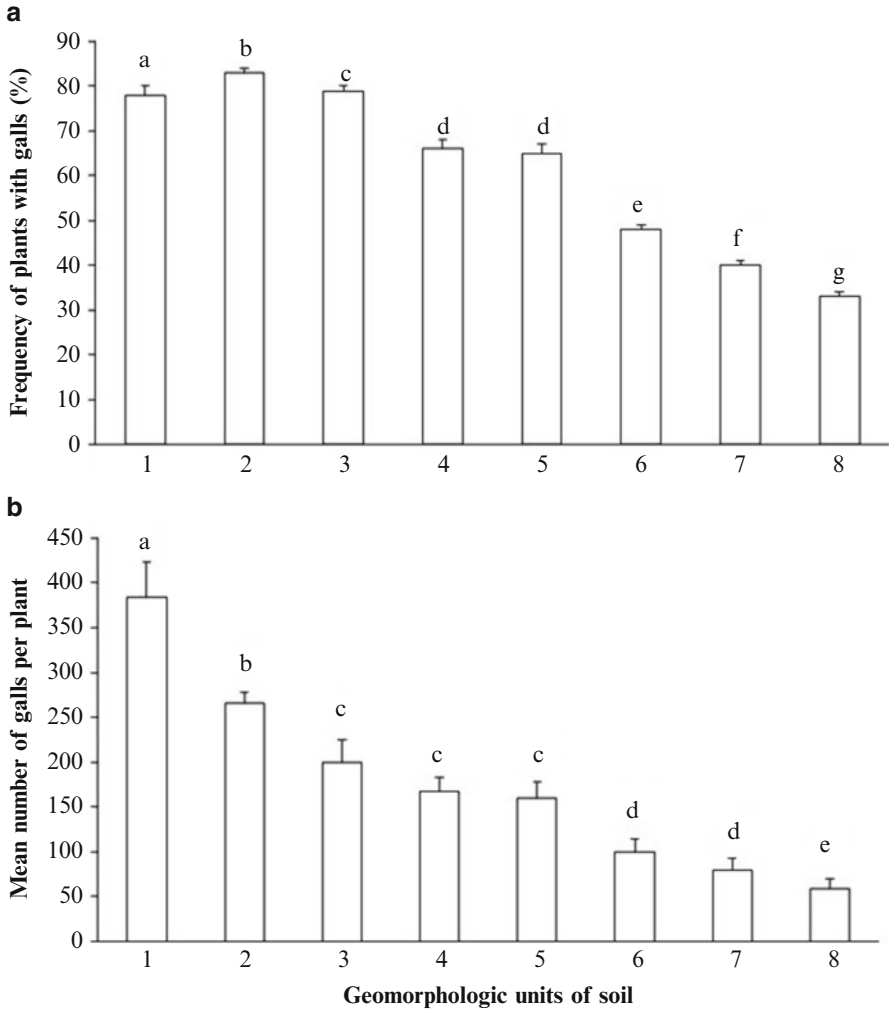 a
Frequency of plants with galls (%)
90
80
70
60
50
40
30
20
10
0
a b c d d e f g
1 2 3 4 5 6 7 8
b
Mean number of galls per plant
450
400
350
300
250
200
150
100
50
0
a b c c c d d e
1 2 3 4 5 6 7 8
Geomorphologic units of soil